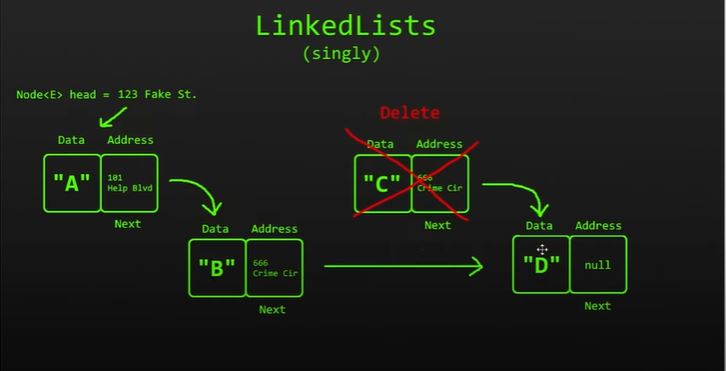 LinkedLists
(singly)
Node<E> head = 123 Fake St.
Delete
Data Address
"A" 101
Help Blvd
Next
Data Address
"C" 666
Crime Cir
Next
Data Address
"B" 666
Crime Cir
Next
Data Address
"D" null
Next